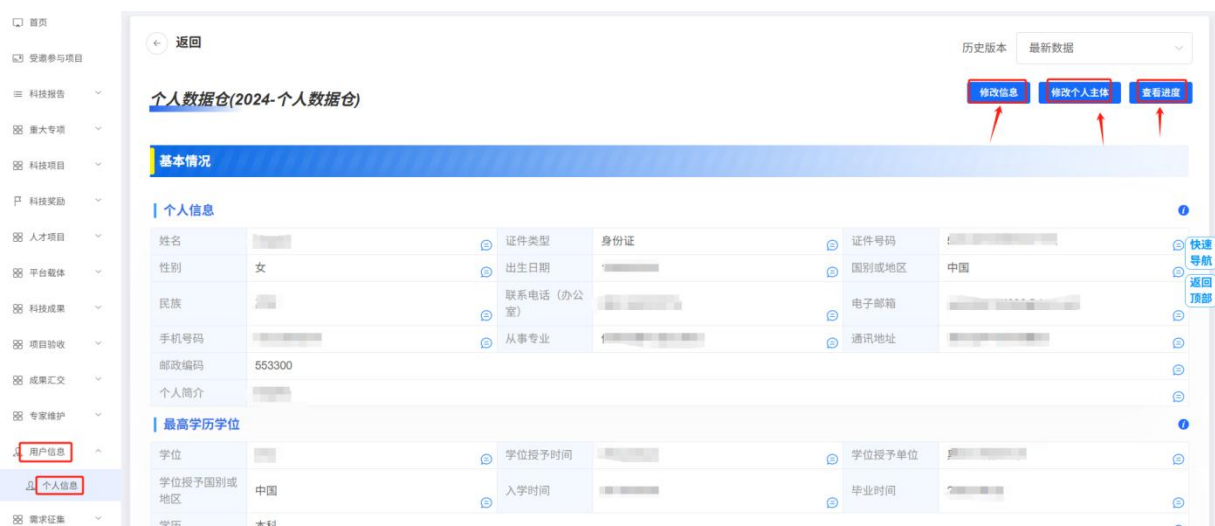 首页
受邀参与项目
科技报告
重大专项
科技项目
科技奖励
人才项目
平台载体
科技成果
项目验收
成果汇交
专家维护
用户信息
个人信息
需求征集
返回
历史版本 最新数据
个人数据仓(2024-个人数据仓)
修改信息 修改个人主体 查看进度
基本情况
个人信息
姓名 证件类型 身份证 证件号码
性别 女 出生日期 国别或地区 中国
民族 联系电话（办公室） 电子邮箱
手机号码 从事专业 通讯地址
邮政编码 553300
个人简介
最高学历学位
学位 学位授予时间 学位授予单位
学位授予国别或地区 中国 入学时间 毕业时间
学历 本科
快速
导航
返回
顶部